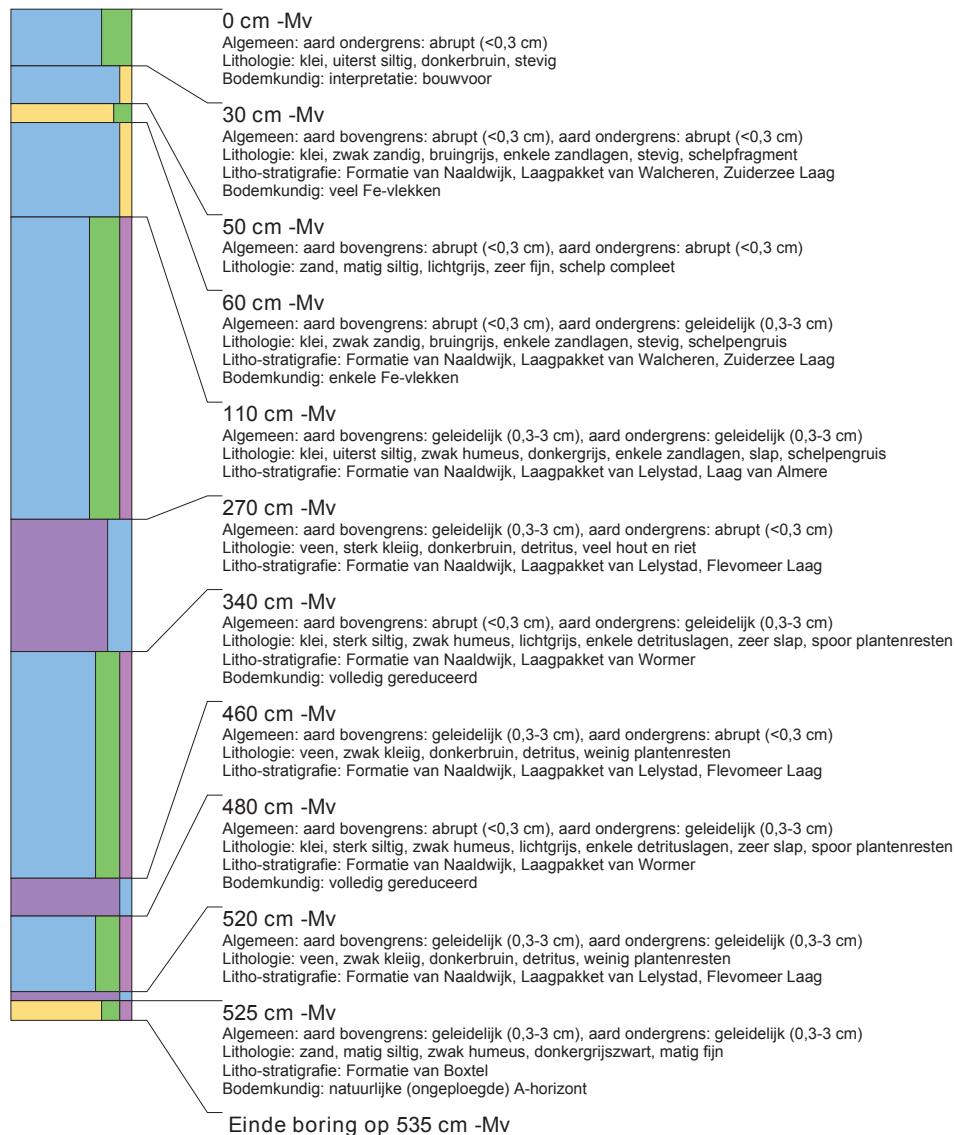 0 cm -Mv
Algemeen: aard ondergrens: abrupt (<0,3 cm)
Lithologie: klei, uiterst siltig, donkerbruin, stevig
Bodemkundig: interpretatie: bouwvoor
30 cm -Mv
Algemeen: aard bovengrens: abrupt (<0,3 cm), aard ondergrens: abrupt (<0,3 cm)
Lithologie: klei, zwak zandig, bruingrijs, enkele zandlagen, stevig, schelpfragment
Litho-stratigrafie: Formatie van Naaldwijk, Laagpakket van Walcheren, Zuiderzee Laag
Bodemkundig: veel Fe-vlekken
50 cm -Mv
Algemeen: aard bovengrens: abrupt (<0,3 cm), aard ondergrens: abrupt (<0,3 cm)
Lithologie: zand, matig siltig, lichtgrijs, zeer fijn, schelp compleet
60 cm -Mv
Algemeen: aard bovengrens: abrupt (<0,3 cm), aard ondergrens: geleidelijk (0,3-3 cm)
Lithologie: klei, zwak zandig, bruingrijs, enkele zandlagen, stevig, schelpengruis
Litho-stratigrafie: Formatie van Naaldwijk, Laagpakket van Walcheren, Zuiderzee Laag
Bodemkundig: enkele Fe-vlekken
110 cm -Mv
Algemeen: aard bovengrens: geleidelijk (0,3-3 cm), aard ondergrens: geleidelijk (0,3-3 cm)
Lithologie: klei, uiterst siltig, zwak humeus, donkergrijs, enkele zandlagen, slap, schelpengruis
Litho-stratigrafie: Formatie van Naaldwijk, Laagpakket van Lelystad, Laag van Almere
270 cm -Mv
Algemeen: aard bovengrens: geleidelijk (0,3-3 cm), aard ondergrens: abrupt (<0,3 cm)
Lithologie: veen, sterk kleiig, donkerbruin, detritus, veel hout en riet
Litho-stratigrafie: Formatie van Naaldwijk, Laagpakket van Lelystad, Flevomeer Laag
340 cm -Mv
Algemeen: aard bovengrens: abrupt (<0,3 cm), aard ondergrens: geleidelijk (0,3-3 cm)
Lithologie: klei, sterk siltig, zwak humeus, lichtgrijs, enkele detrituslagen, zeer slap, spoor plantenresten
Litho-stratigrafie: Formatie van Naaldwijk, Laagpakket van Wormer
Bodemkundig: volledig gereduceerd
460 cm -Mv
Algemeen: aard bovengrens: geleidelijk (0,3-3 cm), aard ondergrens: abrupt (<0,3 cm)
Lithologie: veen, zwak kleiig, donkerbruin, detritus, weinig plantenresten
Litho-stratigrafie: Formatie van Naaldwijk, Laagpakket van Lelystad, Flevomeer Laag
480 cm -Mv
Algemeen: aard bovengrens: abrupt (<0,3 cm), aard ondergrens: geleidelijk (0,3-3 cm)
Lithologie: klei, sterk siltig, zwak humeus, lichtgrijs, enkele detrituslagen, zeer slap, spoor plantenresten
Litho-stratigrafie: Formatie van Naaldwijk, Laagpakket van Wormer
Bodemkundig: volledig gereduceerd
520 cm -Mv
Algemeen: aard bovengrens: geleidelijk (0,3-3 cm), aard ondergrens: geleidelijk (0,3-3 cm)
Lithologie: veen, zwak kleiig, donkerbruin, detritus, weinig plantenresten
Litho-stratigrafie: Formatie van Naaldwijk, Laagpakket van Lelystad, Flevomeer Laag
525 cm -Mv
Algemeen: aard bovengrens: geleidelijk (0,3-3 cm), aard ondergrens: geleidelijk (0,3-3 cm)
Lithologie: zand, matig siltig, zwak humeus, donkergrijszwart, matig fijn
Litho-stratigrafie: Formatie van Boxtel
Bodemkundig: natuurlijke (ongeploegde) A-horizont
Einde boring op 535 cm -Mv